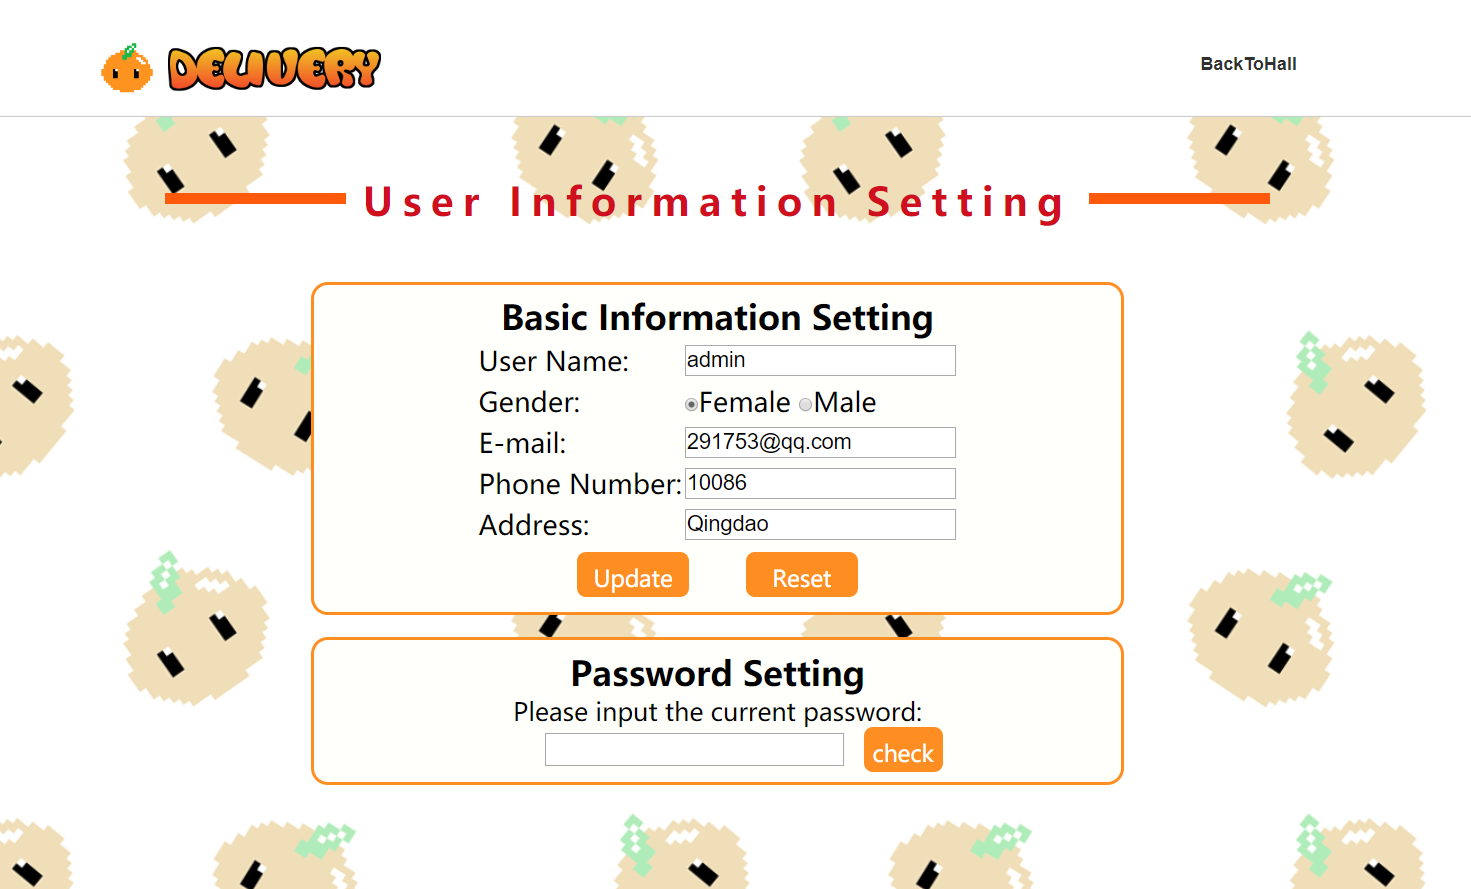 DELIVERY
BackToHall
User Information Setting
Basic Information Setting
User Name: admin
Gender: Female Male
E-mail: 291753@qq.com
Phone Number: 10086
Address: Qingdao
Update Reset
Password Setting
Please input the current password:
check